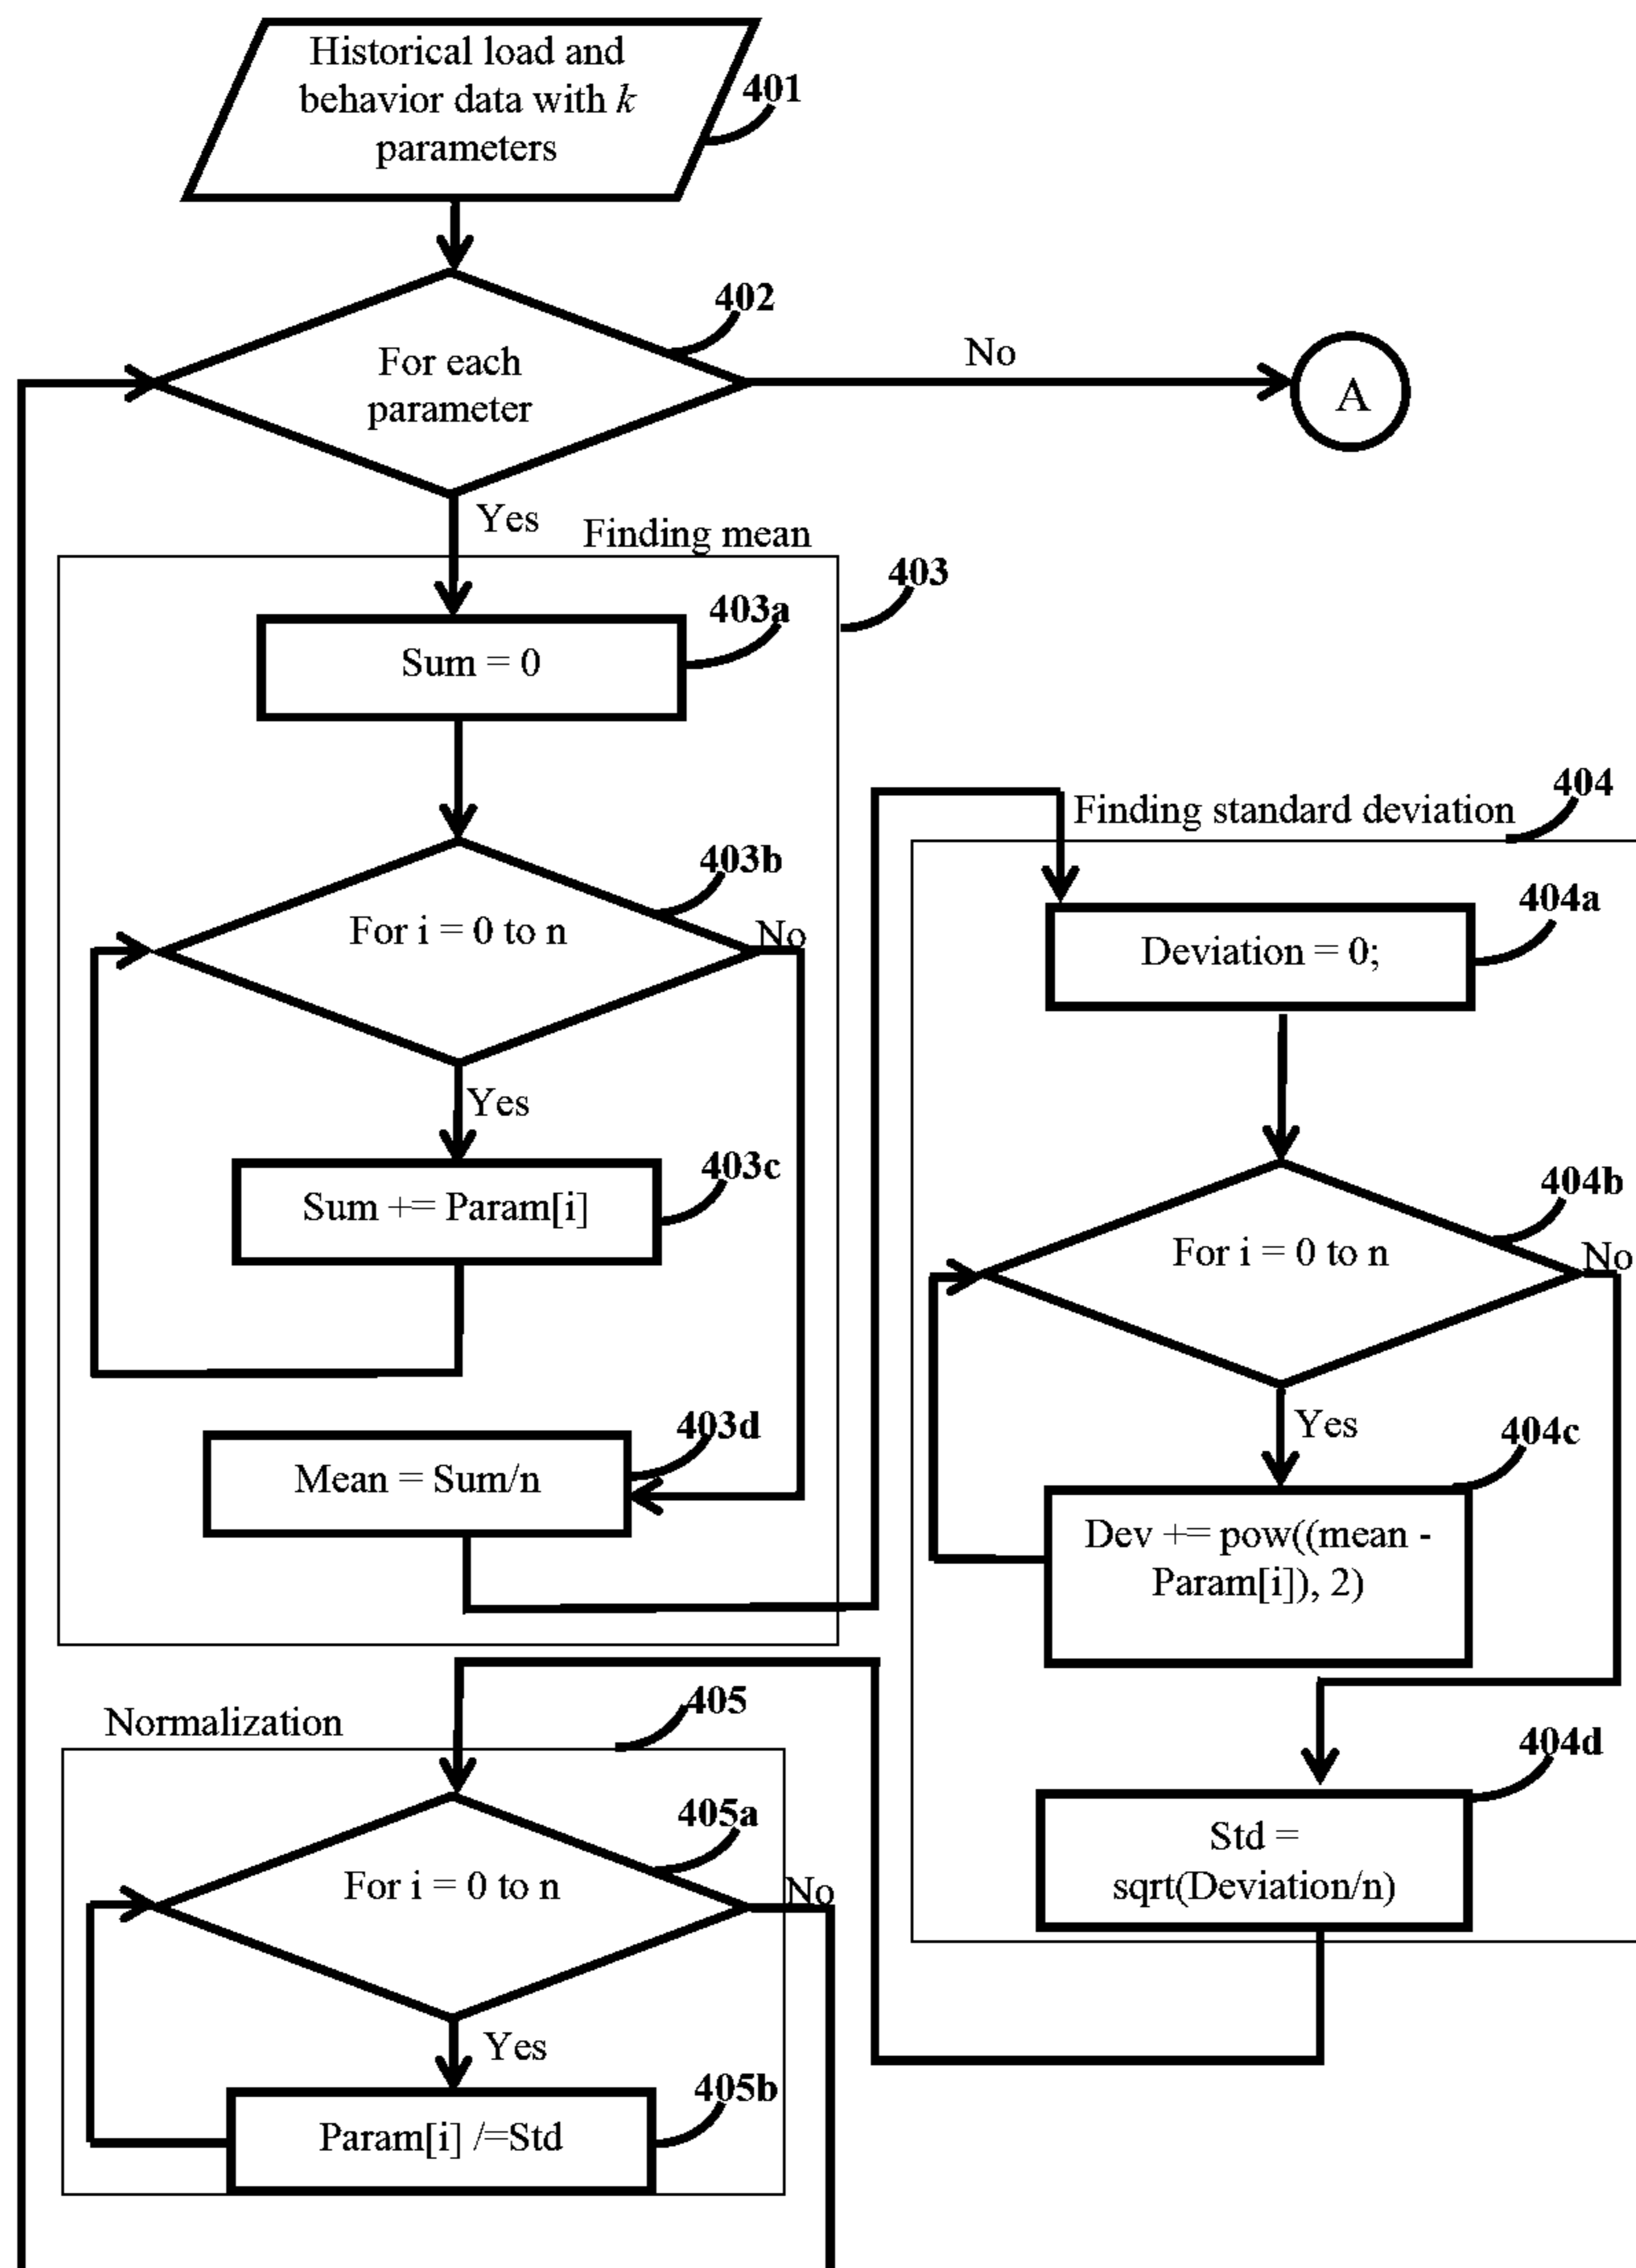 Historical load and
behavior data with k
parameters
401
402
For each
parameter
No
A
Yes
Finding mean
403
403a
Sum = 0
403b
For i = 0 to n
No
Yes
403c
Sum += Param[i]
403d
Mean = Sum/n
404
Finding standard deviation
404a
Deviation = 0;
404b
For i = 0 to n
No
Yes
404c
Dev += pow((mean -
Param[i]), 2)
404d
Std =
sqrt(Deviation/n)
405
Normalization
405a
For i = 0 to n
No
Yes
405b
Param[i] /=Std